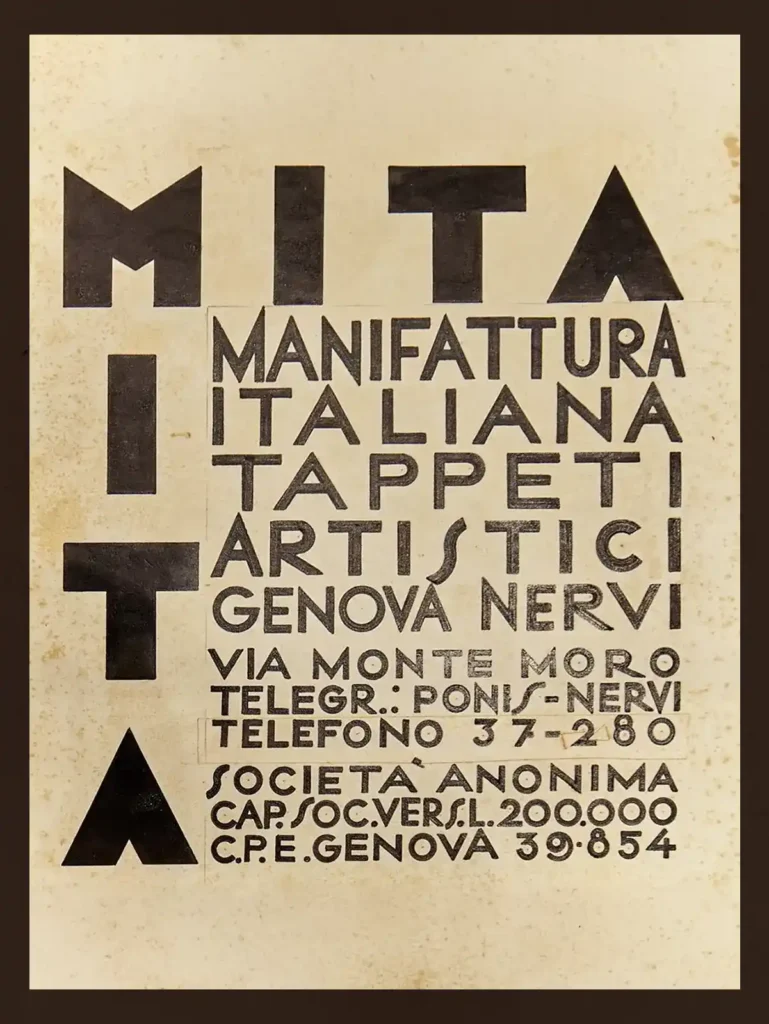 MITA
I
T
A
MANIFATTURA
ITALIANA
TAPPETI
ARTISTICI
GENOVA NERVI
VIA MONTE MORO
TELEGR.: PONIS-NERVI
TELEFONO 37-280
SOCIETA' ANONIMA
CAP. SOC. VERS. L. 200.000
C.P.E. GENOVA 39·854